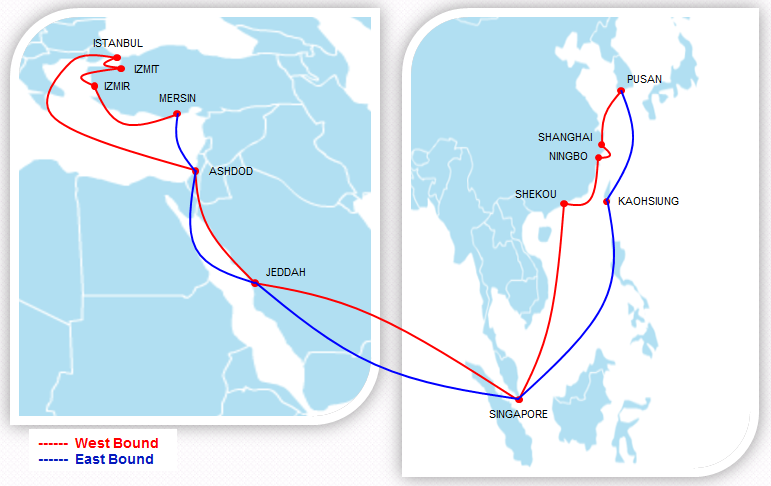 ISTANBUL
IZMIT
IZMIR
MERSIN
ASHDOD
JEDDAH
PUSAN
SHANGHAI
NINGBO
SHEKOU
KAOHSIUNG
SINGAPORE
------ West Bound
------ East Bound